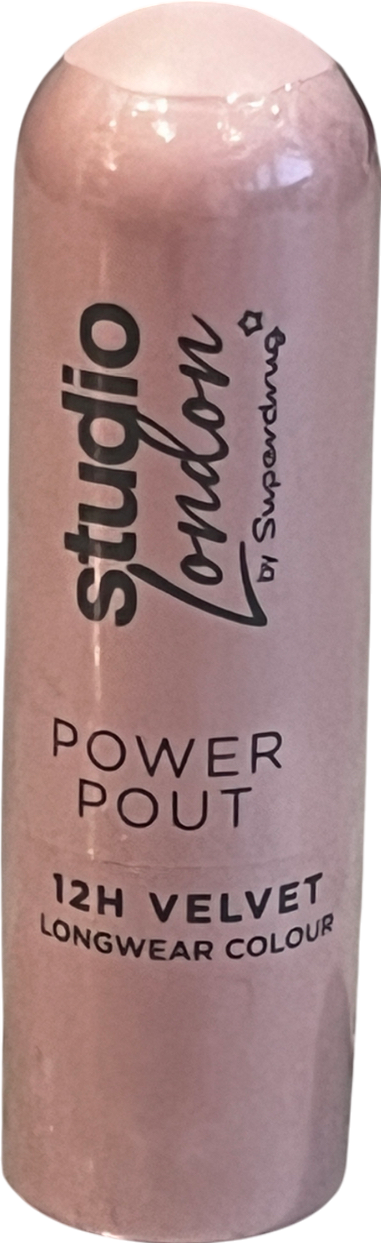 studio
London
by Superdrug
POWER
POUT
12H VELVET
LONGWEAR COLOUR